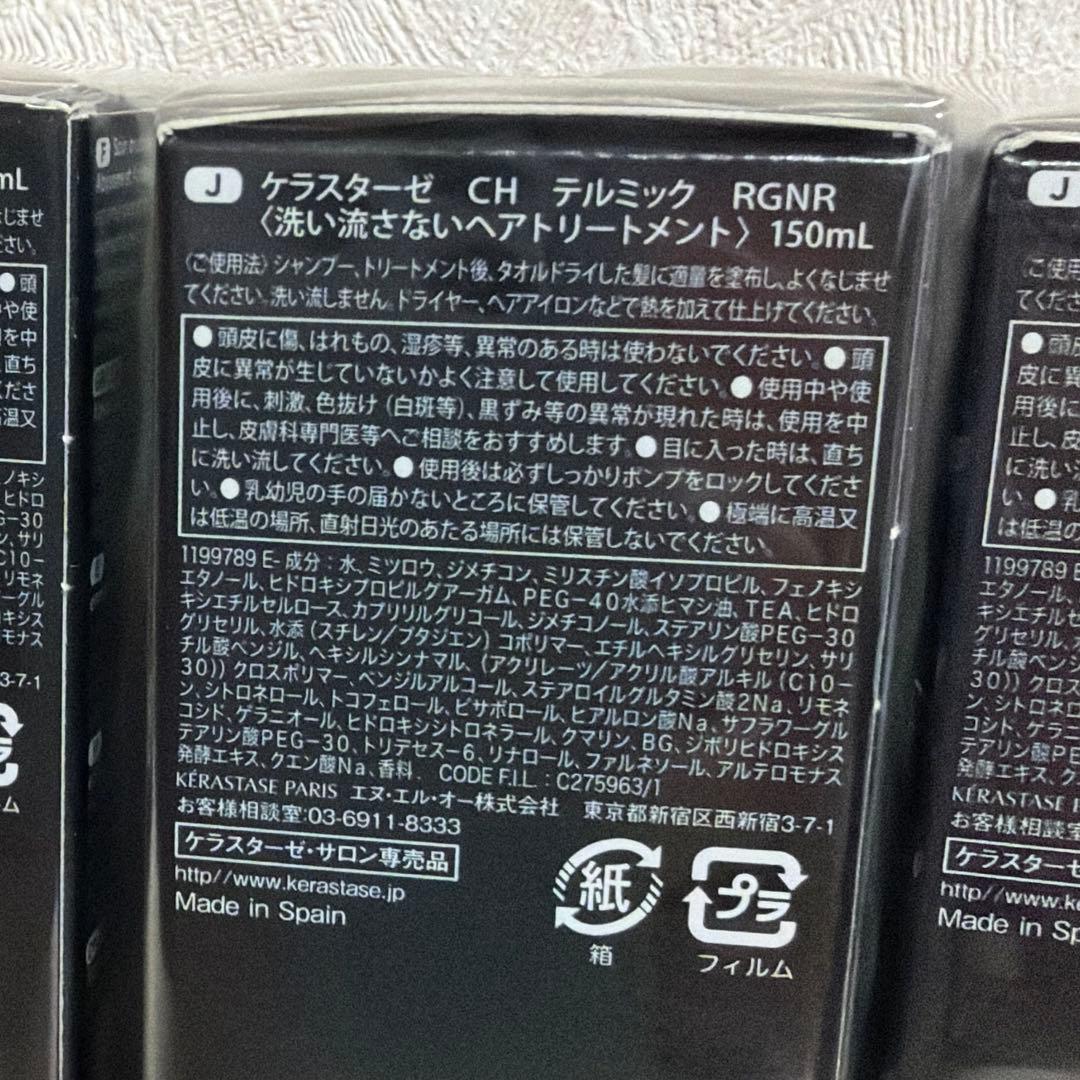 J ケラスターゼ CH テルミック RGNR
〈洗い流さないヘアトリートメント〉 150mL
〈ご使用法〉シャンプー、トリートメント後、タオルドライした髪に適量を塗布し、よくなじませ
てください。洗い流しません。ドライヤー、ヘアアイロンなどで熱を加えて仕上げてください。
●頭皮に傷、はれもの、湿疹等、異常のある時は使わないでください。●頭
皮に異常が生じていないかよく注意して使用してください。●使用中や使
用後に、刺激、色抜け(白斑等)、黒ずみ等の異常が現れた時は、使用を中
止し、皮膚科専門医等へご相談をおすすめします。●目に入った時は、直ち
に洗い流してください。●使用後は必ずしっかりポンプをロックしてくださ
い。●乳幼児の手の届かないところに保管してください。●極端に高温又
は低温の場所、直射日光のあたる場所には保管しないでください。
1199789 E- 成分:水、ミツロウ、ジメチコン、ミリスチン酸イソプロピル、フェノキシ
エタノール、ヒドロキシプロピルグアーガム、PEG-40水添ヒマシ油、TEA、ヒドロ
キシエチルセルロース、カプリリルグリコール、ジメチコノール、ステアリン酸PEG-30
グリセリル、水添(スチレン/ブタジエン)コポリマー、エチルヘキシルグリセリン、サリ
チル酸ベンジル、ヘキシルシンナマル、(アクリレーツ/アクリル酸アルキル(C10-
30))クロスポリマー、ベンジルアルコール、ステアロイルグルタミン酸2Na、リモネ
ン、シトロネロール、トコフェロール、ビサボロール、ヒアルロン酸Na、サフラワーグル
コシド、ゲラニオール、ヒドロキシシトロネラール、クマリン、BG、ジポリヒドロキシス
テアリン酸PEG-30、トリデセス-6、リナロール、ファルネソール、アルテロモナス
発酵エキス、クエン酸Na、香料. CODE F.I.L. : C275963/1
KÉRASTASE PARIS エヌ・エル・オー株式会社 東京都新宿区西新宿3-7-1
お客様相談室:03-6911-8333
ケラスターゼ・サロン専売品
http//www.kerastase.jp
Made in Spain
紙
箱
プラ
フィルム